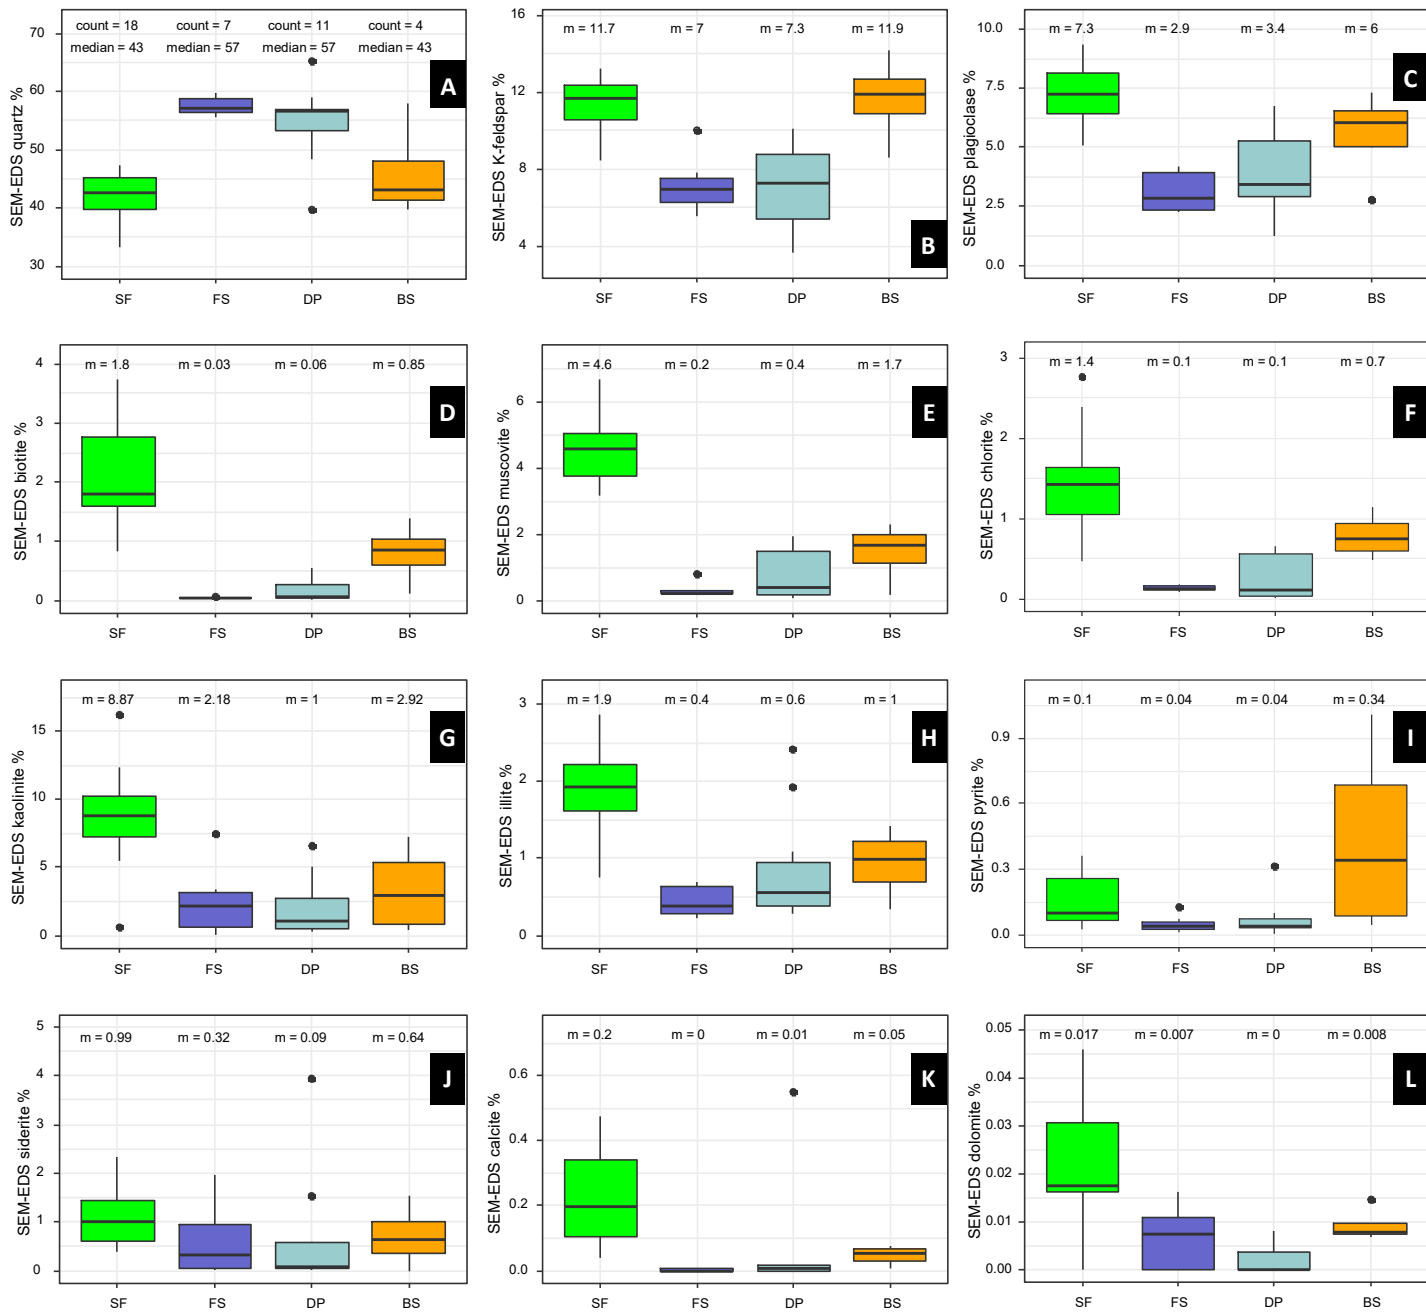 count = 18 count = 7 count = 11 count = 4
median = 43 median = 57 median = 57 median = 43
A
SEM-EDS quartz %
70
60
50
40
30
SF FS DP BS
m = 11.7 m = 7 m = 7.3 m = 11.9
B
SEM-EDS K-feldspar %
16
12
8
4
SF FS DP BS
m = 7.3 m = 2.9 m = 3.4 m = 6
C
SEM-EDS plagioclase %
10.0
7.5
5.0
2.5
0.0
SF FS DP BS
m = 1.8 m = 0.03 m = 0.06 m = 0.85
D
SEM-EDS biotite %
4
3
2
1
0
SF FS DP BS
m = 4.6 m = 0.2 m = 0.4 m = 1.7
E
SEM-EDS muscovite %
6
4
2
0
SF FS DP BS
m = 1.4 m = 0.1 m = 0.1 m = 0.7
F
SEM-EDS chlorite %
3
2
1
0
SF FS DP BS
m = 8.87 m = 2.18 m = 1 m = 2.92
G
SEM-EDS kaolinite %
15
10
5
0
SF FS DP BS
m = 1.9 m = 0.4 m = 0.6 m = 1
H
SEM-EDS illite %
3
2
1
0
SF FS DP BS
m = 0.1 m = 0.04 m = 0.04 m = 0.34
I
SEM-EDS pyrite %
0.9
0.6
0.3
0.0
SF FS DP BS
m = 0.99 m = 0.32 m = 0.09 m = 0.64
J
SEM-EDS siderite %
5
4
3
2
1
0
SF FS DP BS
m = 0.2 m = 0 m = 0.01 m = 0.05
K
SEM-EDS calcite %
0.6
0.4
0.2
0.0
SF FS DP BS
m = 0.017 m = 0.007 m = 0 m = 0.008
L
SEM-EDS dolomite %
0.05
0.04
0.03
0.02
0.01
0.00
SF FS DP BS